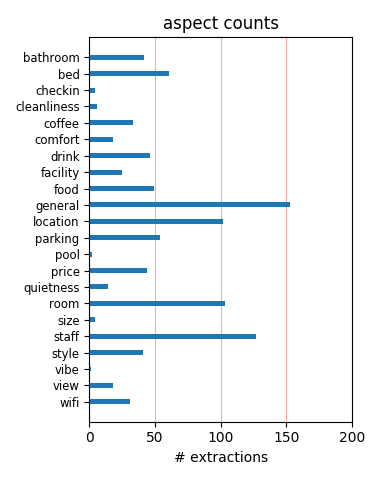 aspect counts
bathroom
bed
checkin
cleanliness
coffee
comfort
drink
facility
food
general
location
parking
pool
price
quietness
room
size
staff
style
vibe
view
wifi
0 50 100 150 200
# extractions